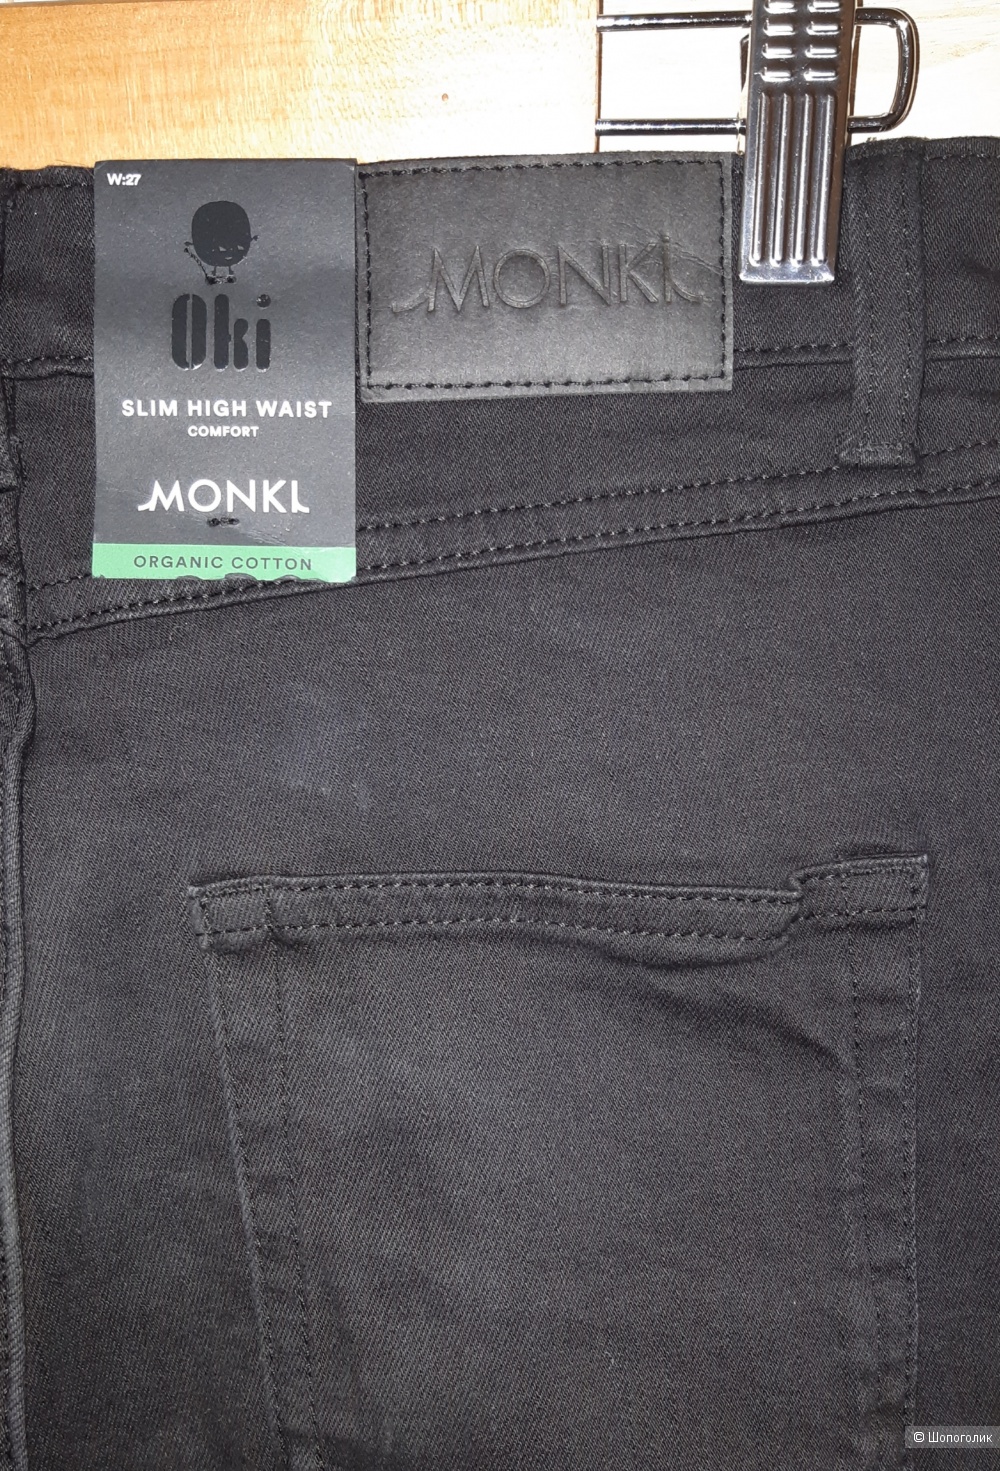 W:27
Oki
SLIM HIGH WAIST
COMFORT
MONKI
ORGANIC COTTON
MONKI
© Шопоголик